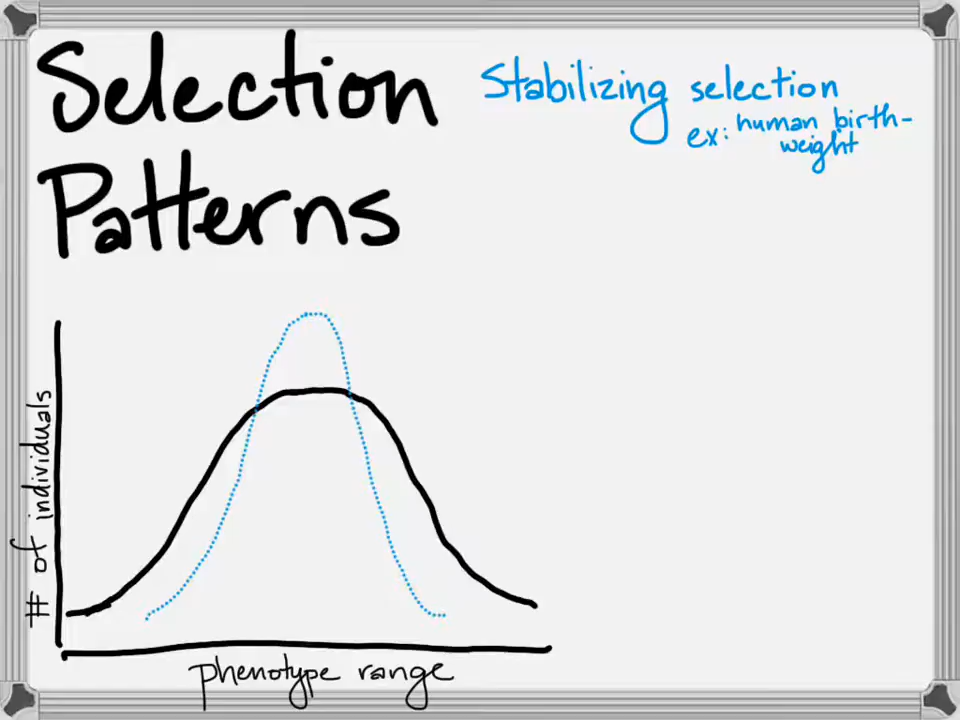 Selection
Patterns
Stabilizing selection
ex: human birth-
weight
# of individuals
phenotype range